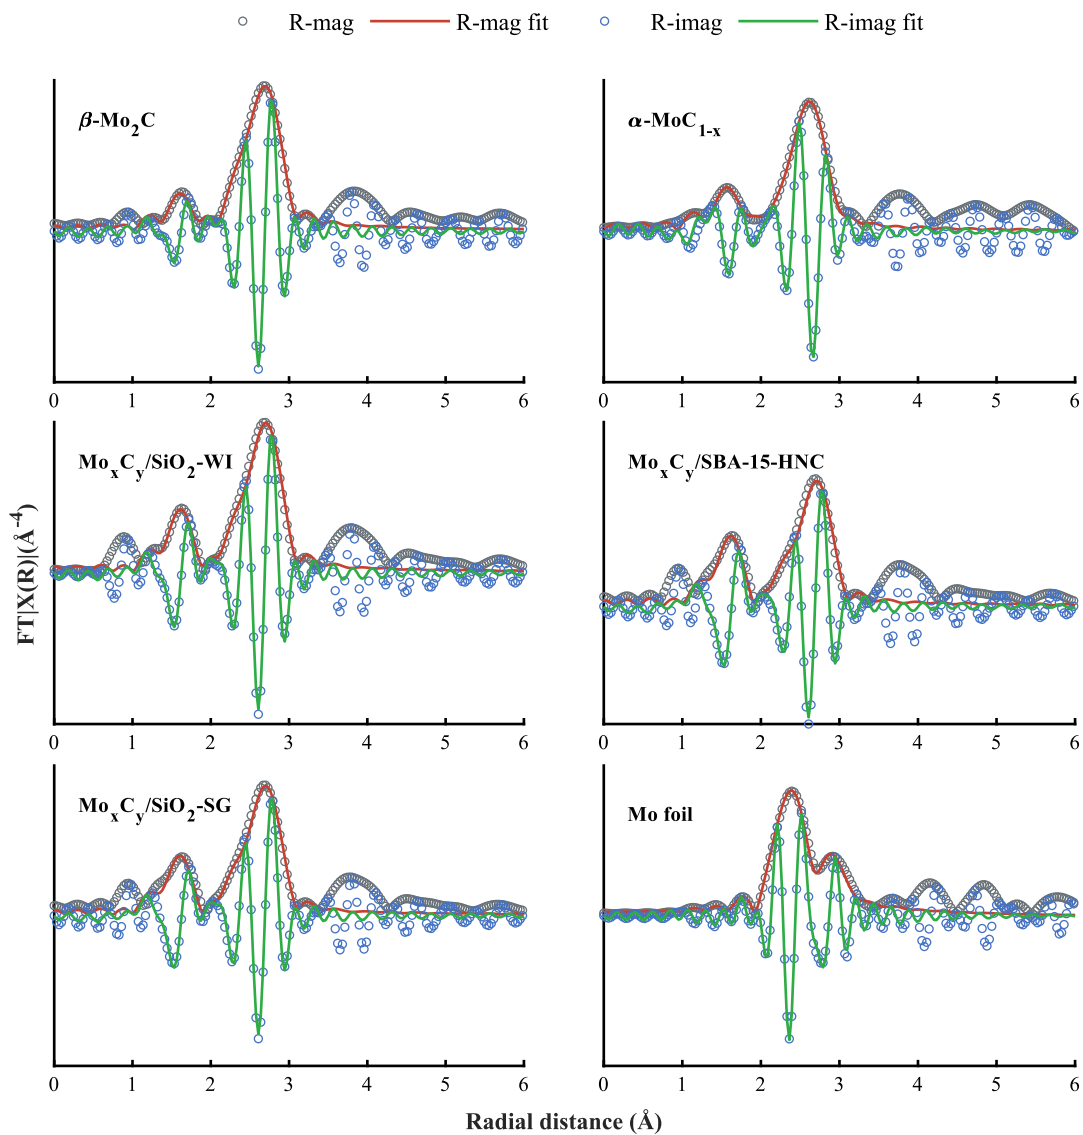 R-mag R-mag fit R-imag R-imag fit
β-Mo2C
0 1 2 3 4 5 6
α-MoC1-x
0 1 2 3 4 5 6
MoxCy/SiO2-WI
0 1 2 3 4 5 6
MoxCy/SBA-15-HNC
0 1 2 3 4 5 6
MoxCy/SiO2-SG
0 1 2 3 4 5 6
Mo foil
0 1 2 3 4 5 6
FT|X(R)|(Å-4)
Radial distance (Å)